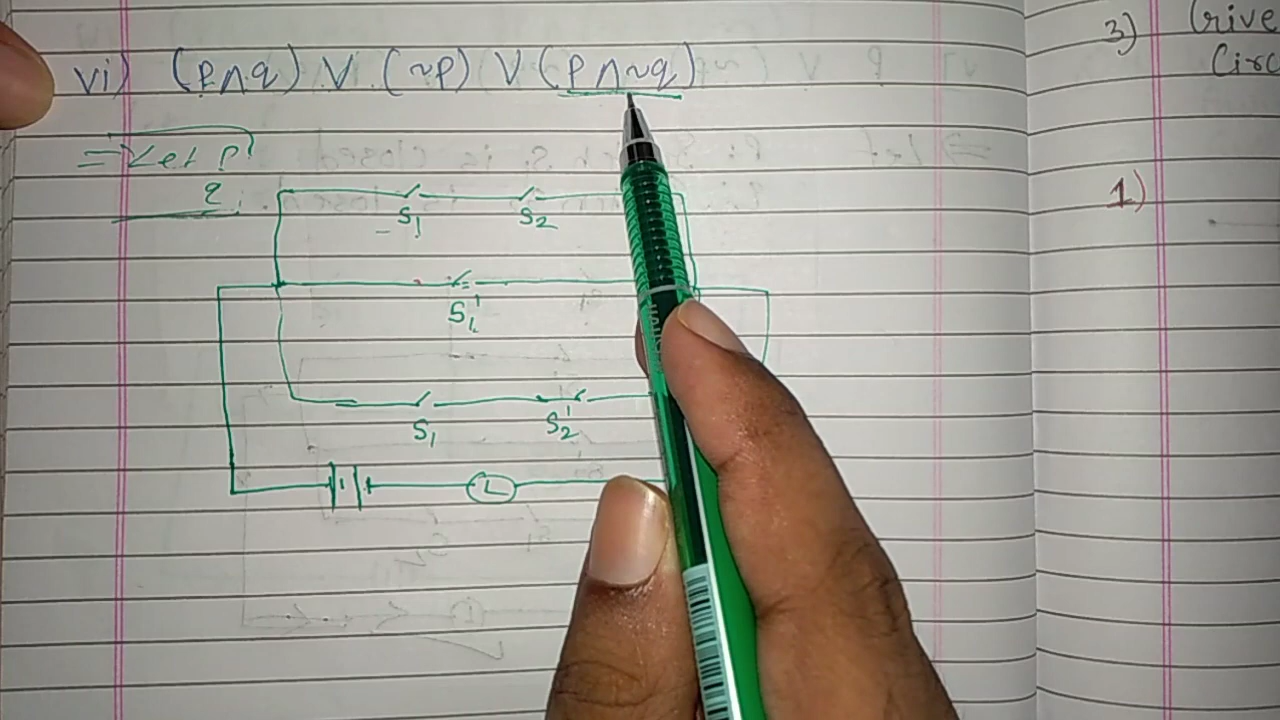 vi) (p∧q) ∨ (~p) ∨ (p∧~q)
= Let p:
q:
S1 S2
S1'
S1 S2'
L
3) Give
Circ
1)